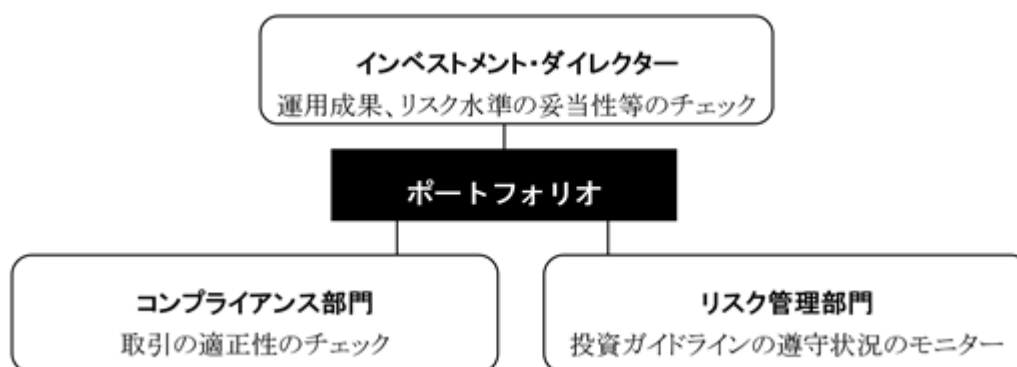 インベストメント・ダイレクター
運用成果、リスク水準の妥当性等のチェック
ポートフォリオ
コンプライアンス部門
取引の適正性のチェック
リスク管理部門
投資ガイドラインの遵守状況のモニター